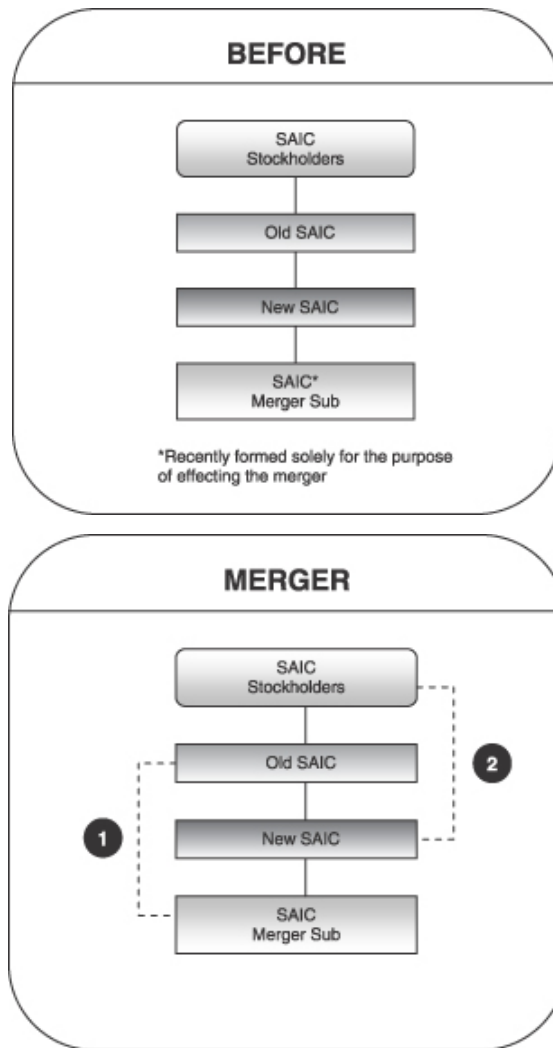 BEFORE
SAIC
Stockholders
Old SAIC
New SAIC
SAIC*
Merger Sub
*Recently formed solely for the purpose
of effecting the merger
MERGER
SAIC
Stockholders
Old SAIC
2
1
New SAIC
SAIC
Merger Sub